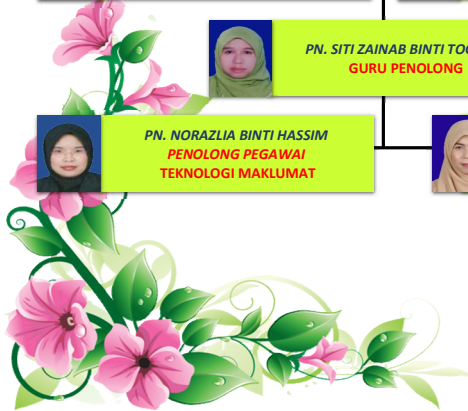 PN. SITI ZAINAB BINTI
GURU PENOLONG
PN. NORAZLIA BINTI HASSIM
PENOLONG PEGAWAI
TEKNOLOGI MAKLUMAT